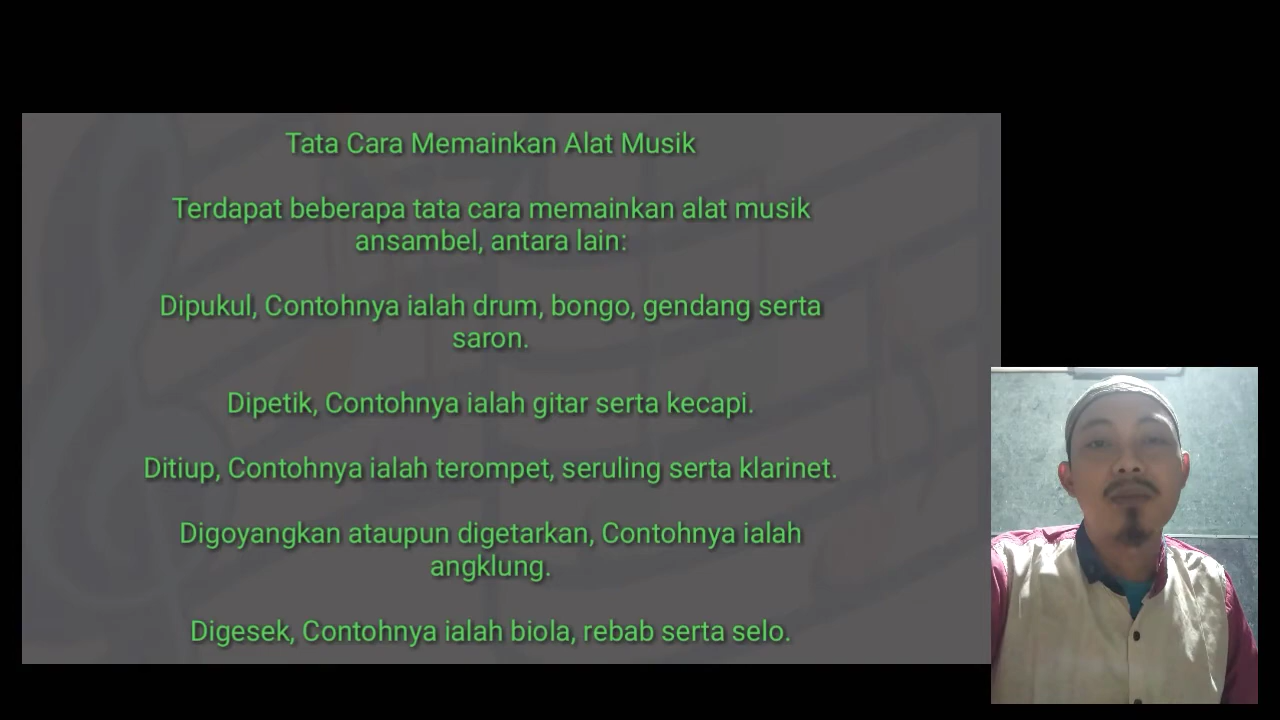 Tata Cara Memainkan Alat Musik
Terdapat beberapa tata cara memainkan alat musik
ansambel, antara lain:
Dipukul, Contohnya ialah drum, bongo, gendang serta
saron.
Dipetik, Contohnya ialah gitar serta kecapi.
Ditiup, Contohnya ialah terompet, seruling serta klarinet.
Digoyangkan ataupun digetarkan, Contohnya ialah
angklung.
Digesek, Contohnya ialah biola, rebab serta selo.